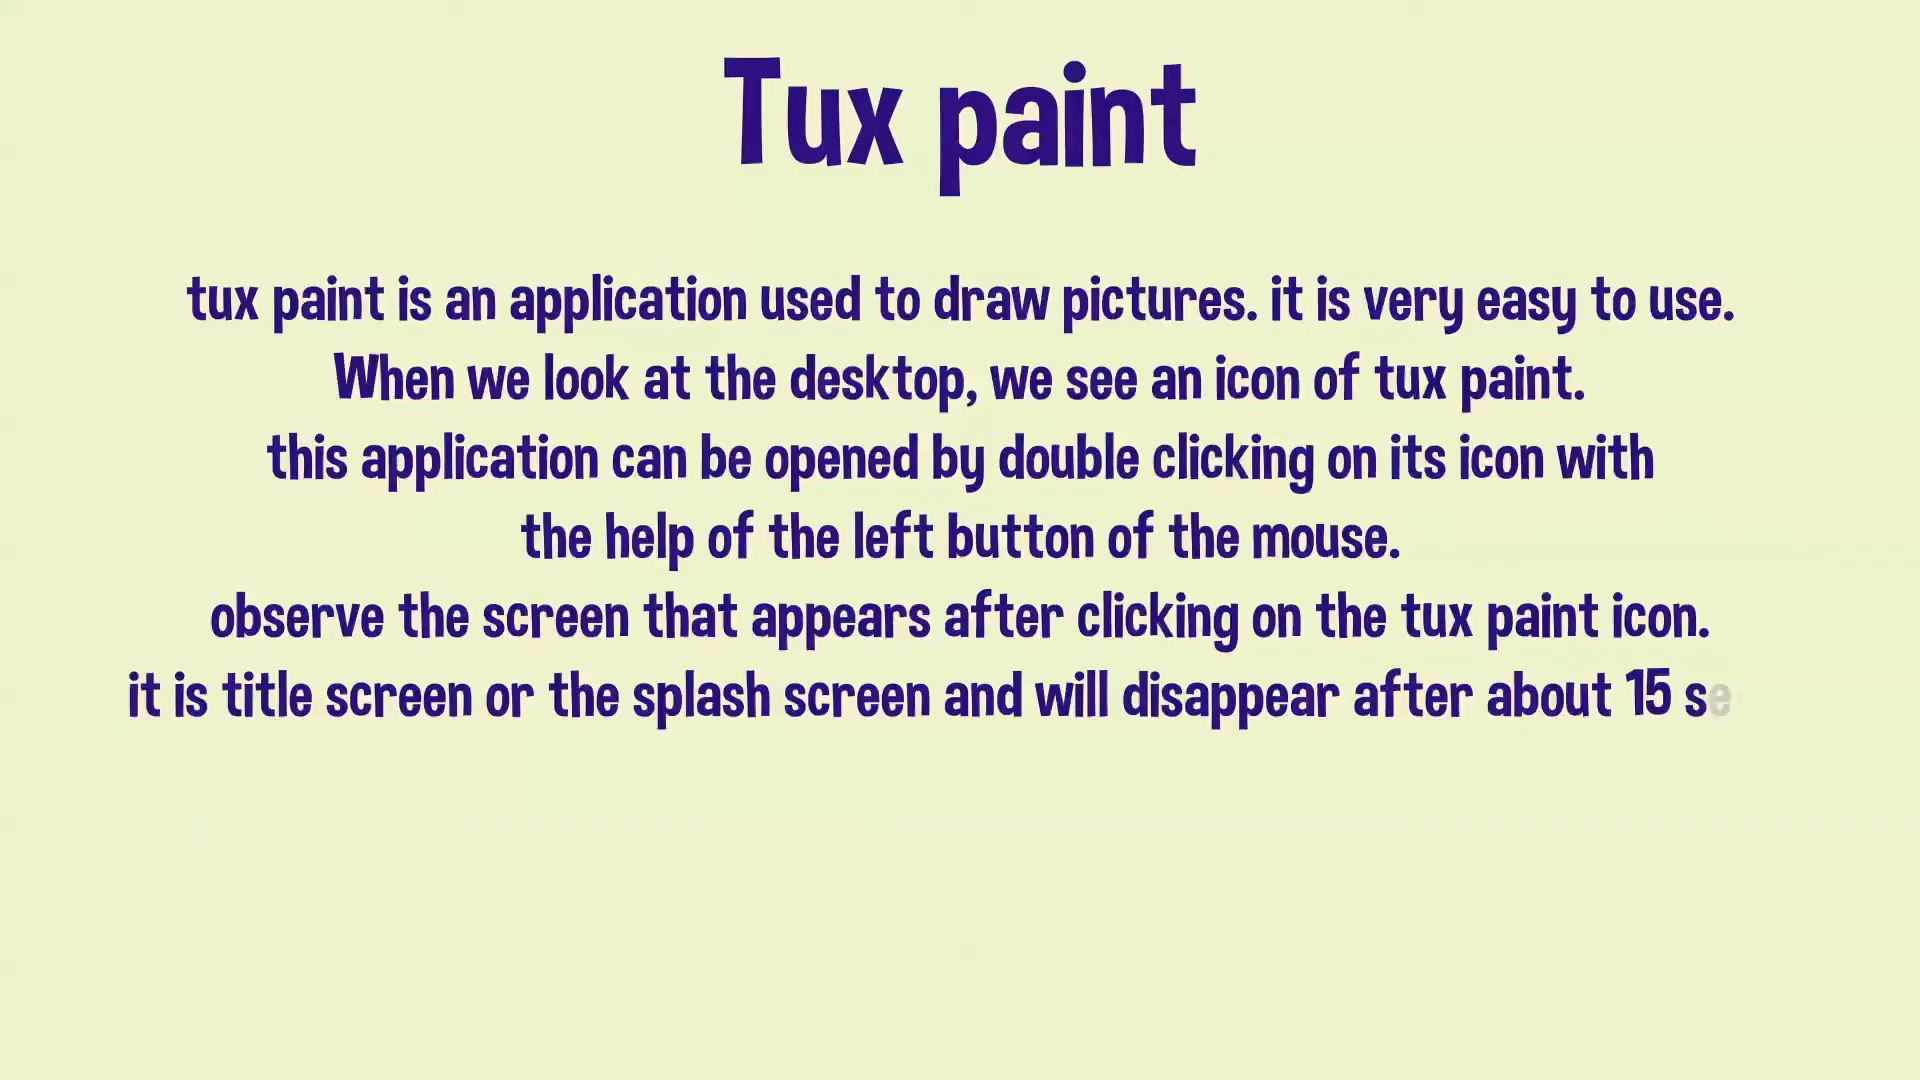 Tux paint
tux paint is an application used to draw pictures. it is very easy to use.
When we look at the desktop, we see an icon of tux paint.
this application can be opened by double clicking on its icon with
the help of the left button of the mouse.
observe the screen that appears after clicking on the tux paint icon.
it is title screen or the splash screen and will disappear after about 15 se